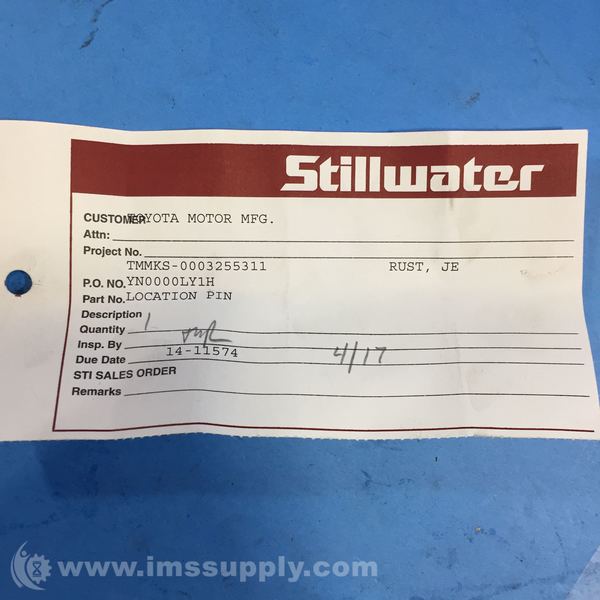 Stillwater
CUSTOMER TOYOTA MOTOR MFG.
Attn:
Project No.
TMMKS-0003255311 RUST, JE
P.O. NO. YN0000LY1H
Part No. LOCATION PIN
Description
Quantity 1
Insp. By
Due Date 14-11574 4/17
STI SALES ORDER
Remarks
www.imssupply.com